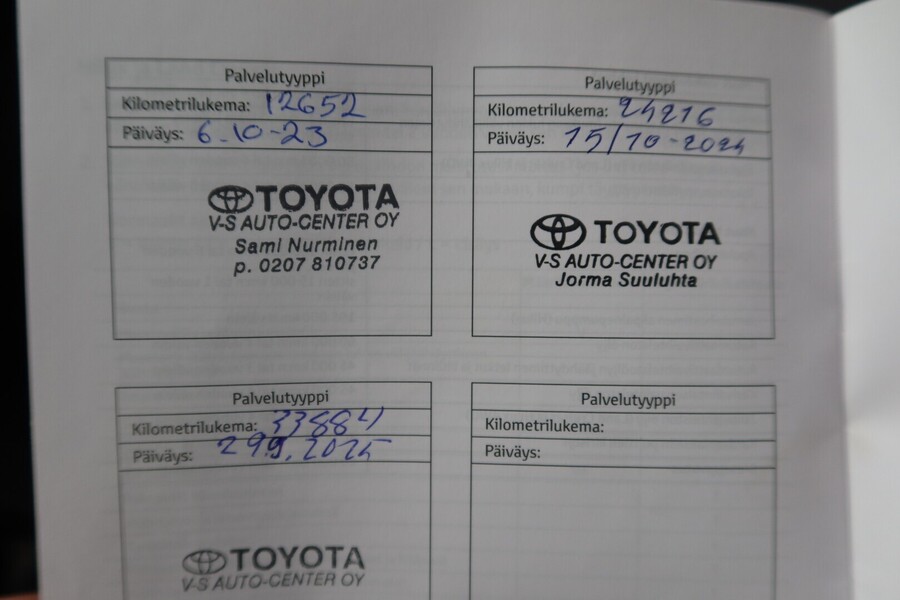 Palvelutyyppi
Kilometrilukema: 12652
Päiväys: 6.10-23
TOYOTA
V-S AUTO-CENTER OY
Sami Nurminen
p. 0207 810737
Palvelutyyppi
Kilometrilukema: 24216
Päiväys: 15/10-2024
TOYOTA
V-S AUTO-CENTER OY
Jorma Suuluhta
Palvelutyyppi
Kilometrilukema: 33884
Päiväys: 29.9.2025
TOYOTA
V-S AUTO-CENTER OY
Palvelutyyppi
Kilometrilukema:
Päiväys: